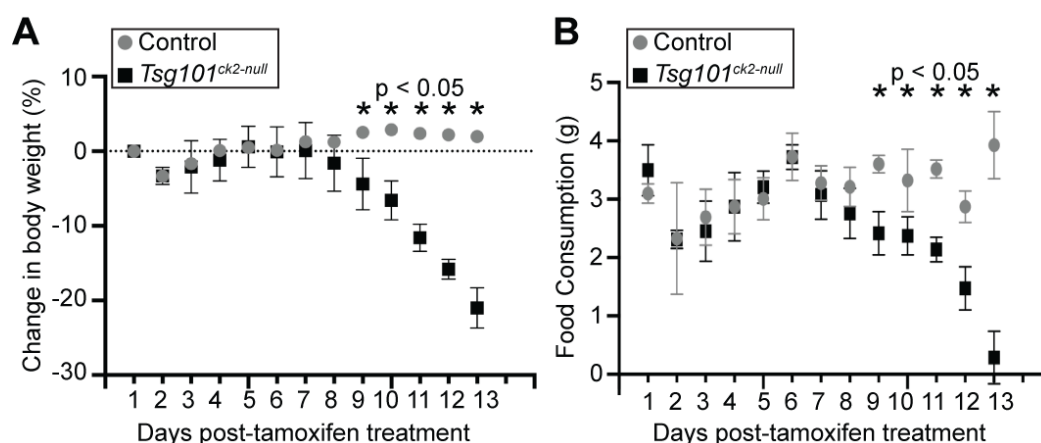 A
Control
Tsg101ck2-null
p < 0.05
* * * * *
10
0
-10
-20
-30
Change in body weight (%)
1 2 3 4 5 6 7 8 9 10 11 12 13
Days post-tamoxifen treatment
B
Control
Tsg101ck2-null
p < 0.05
* * * * *
5
4
3
2
1
0
Food Consumption (g)
1 2 3 4 5 6 7 8 9 10 11 12 13
Days post-tamoxifen treatment